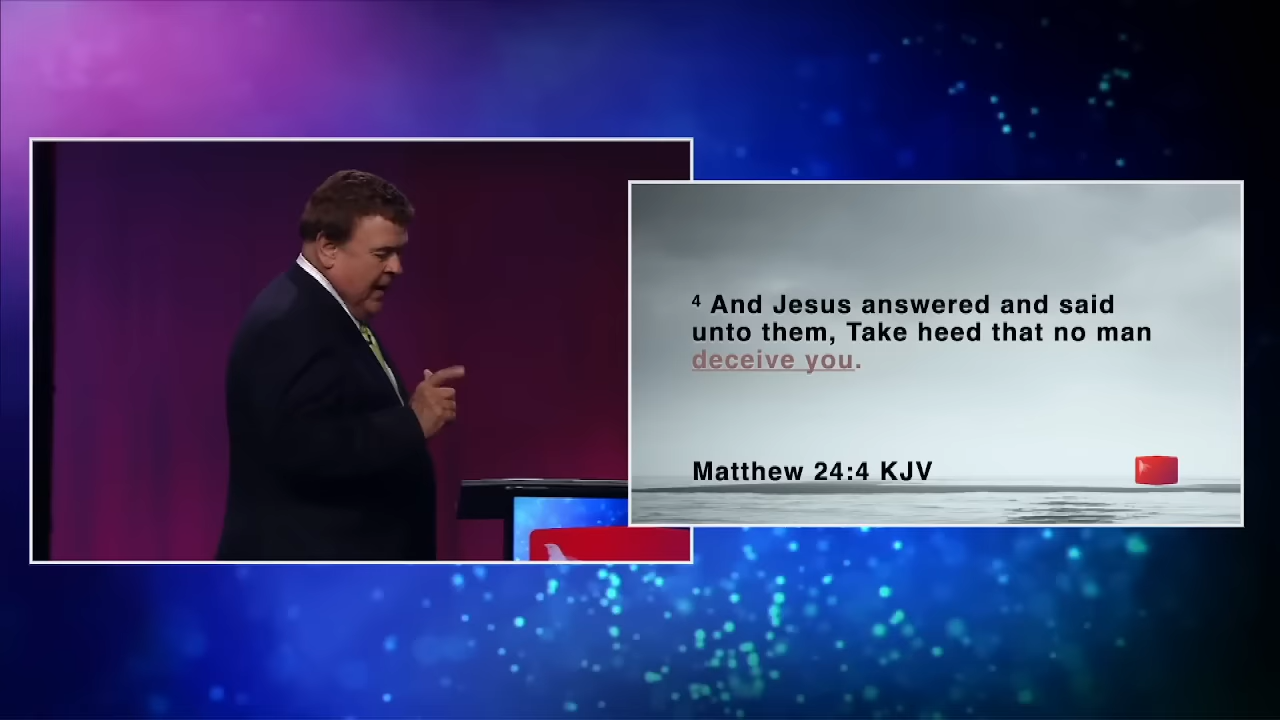 ⁴ And Jesus answered and said
unto them, Take heed that no man
deceive you.
Matthew 24:4 KJV